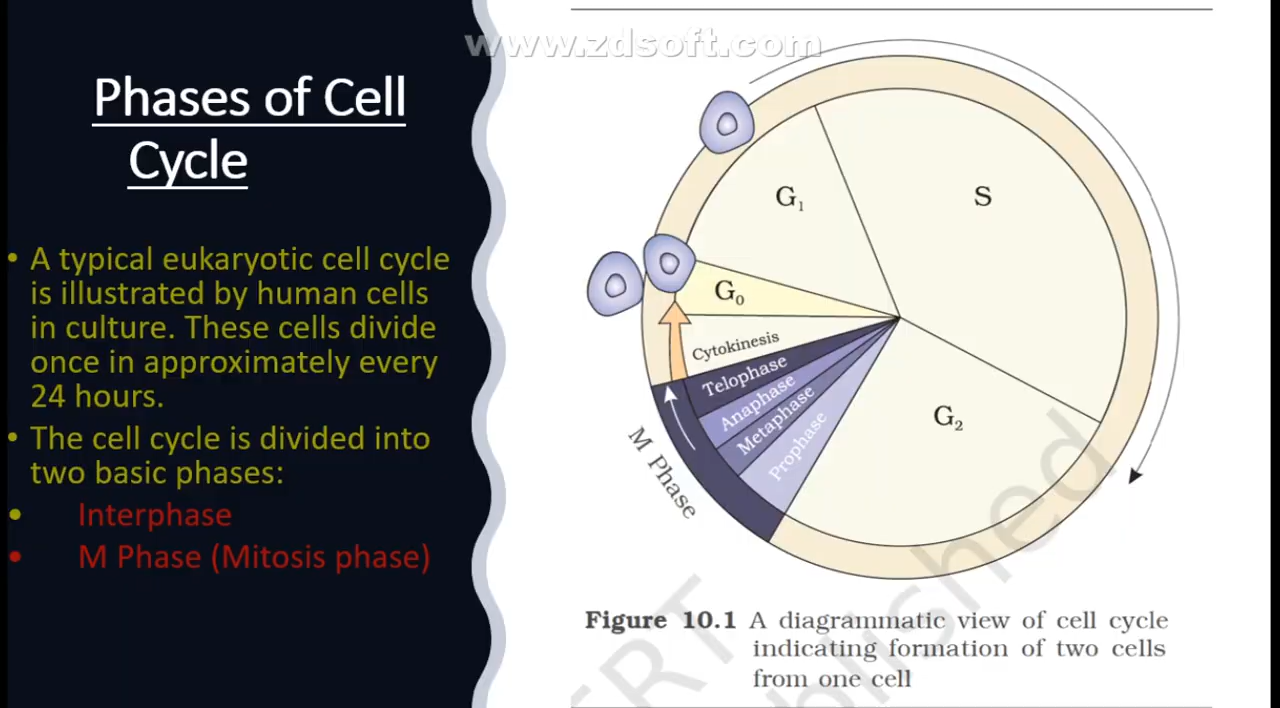 www.zdsoft.com
Phases of Cell
Cycle
• A typical eukaryotic cell cycle
is illustrated by human cells
in culture. These cells divide
once in approximately every
24 hours.
• The cell cycle is divided into
two basic phases:
• Interphase
• M Phase (Mitosis phase)
G₁
S
G₀
Cytokinesis
Telophase
Anaphase
Metaphase
Prophase
G₂
M Phase
Figure 10.1 A diagrammatic view of cell cycle
indicating formation of two cells
from one cell